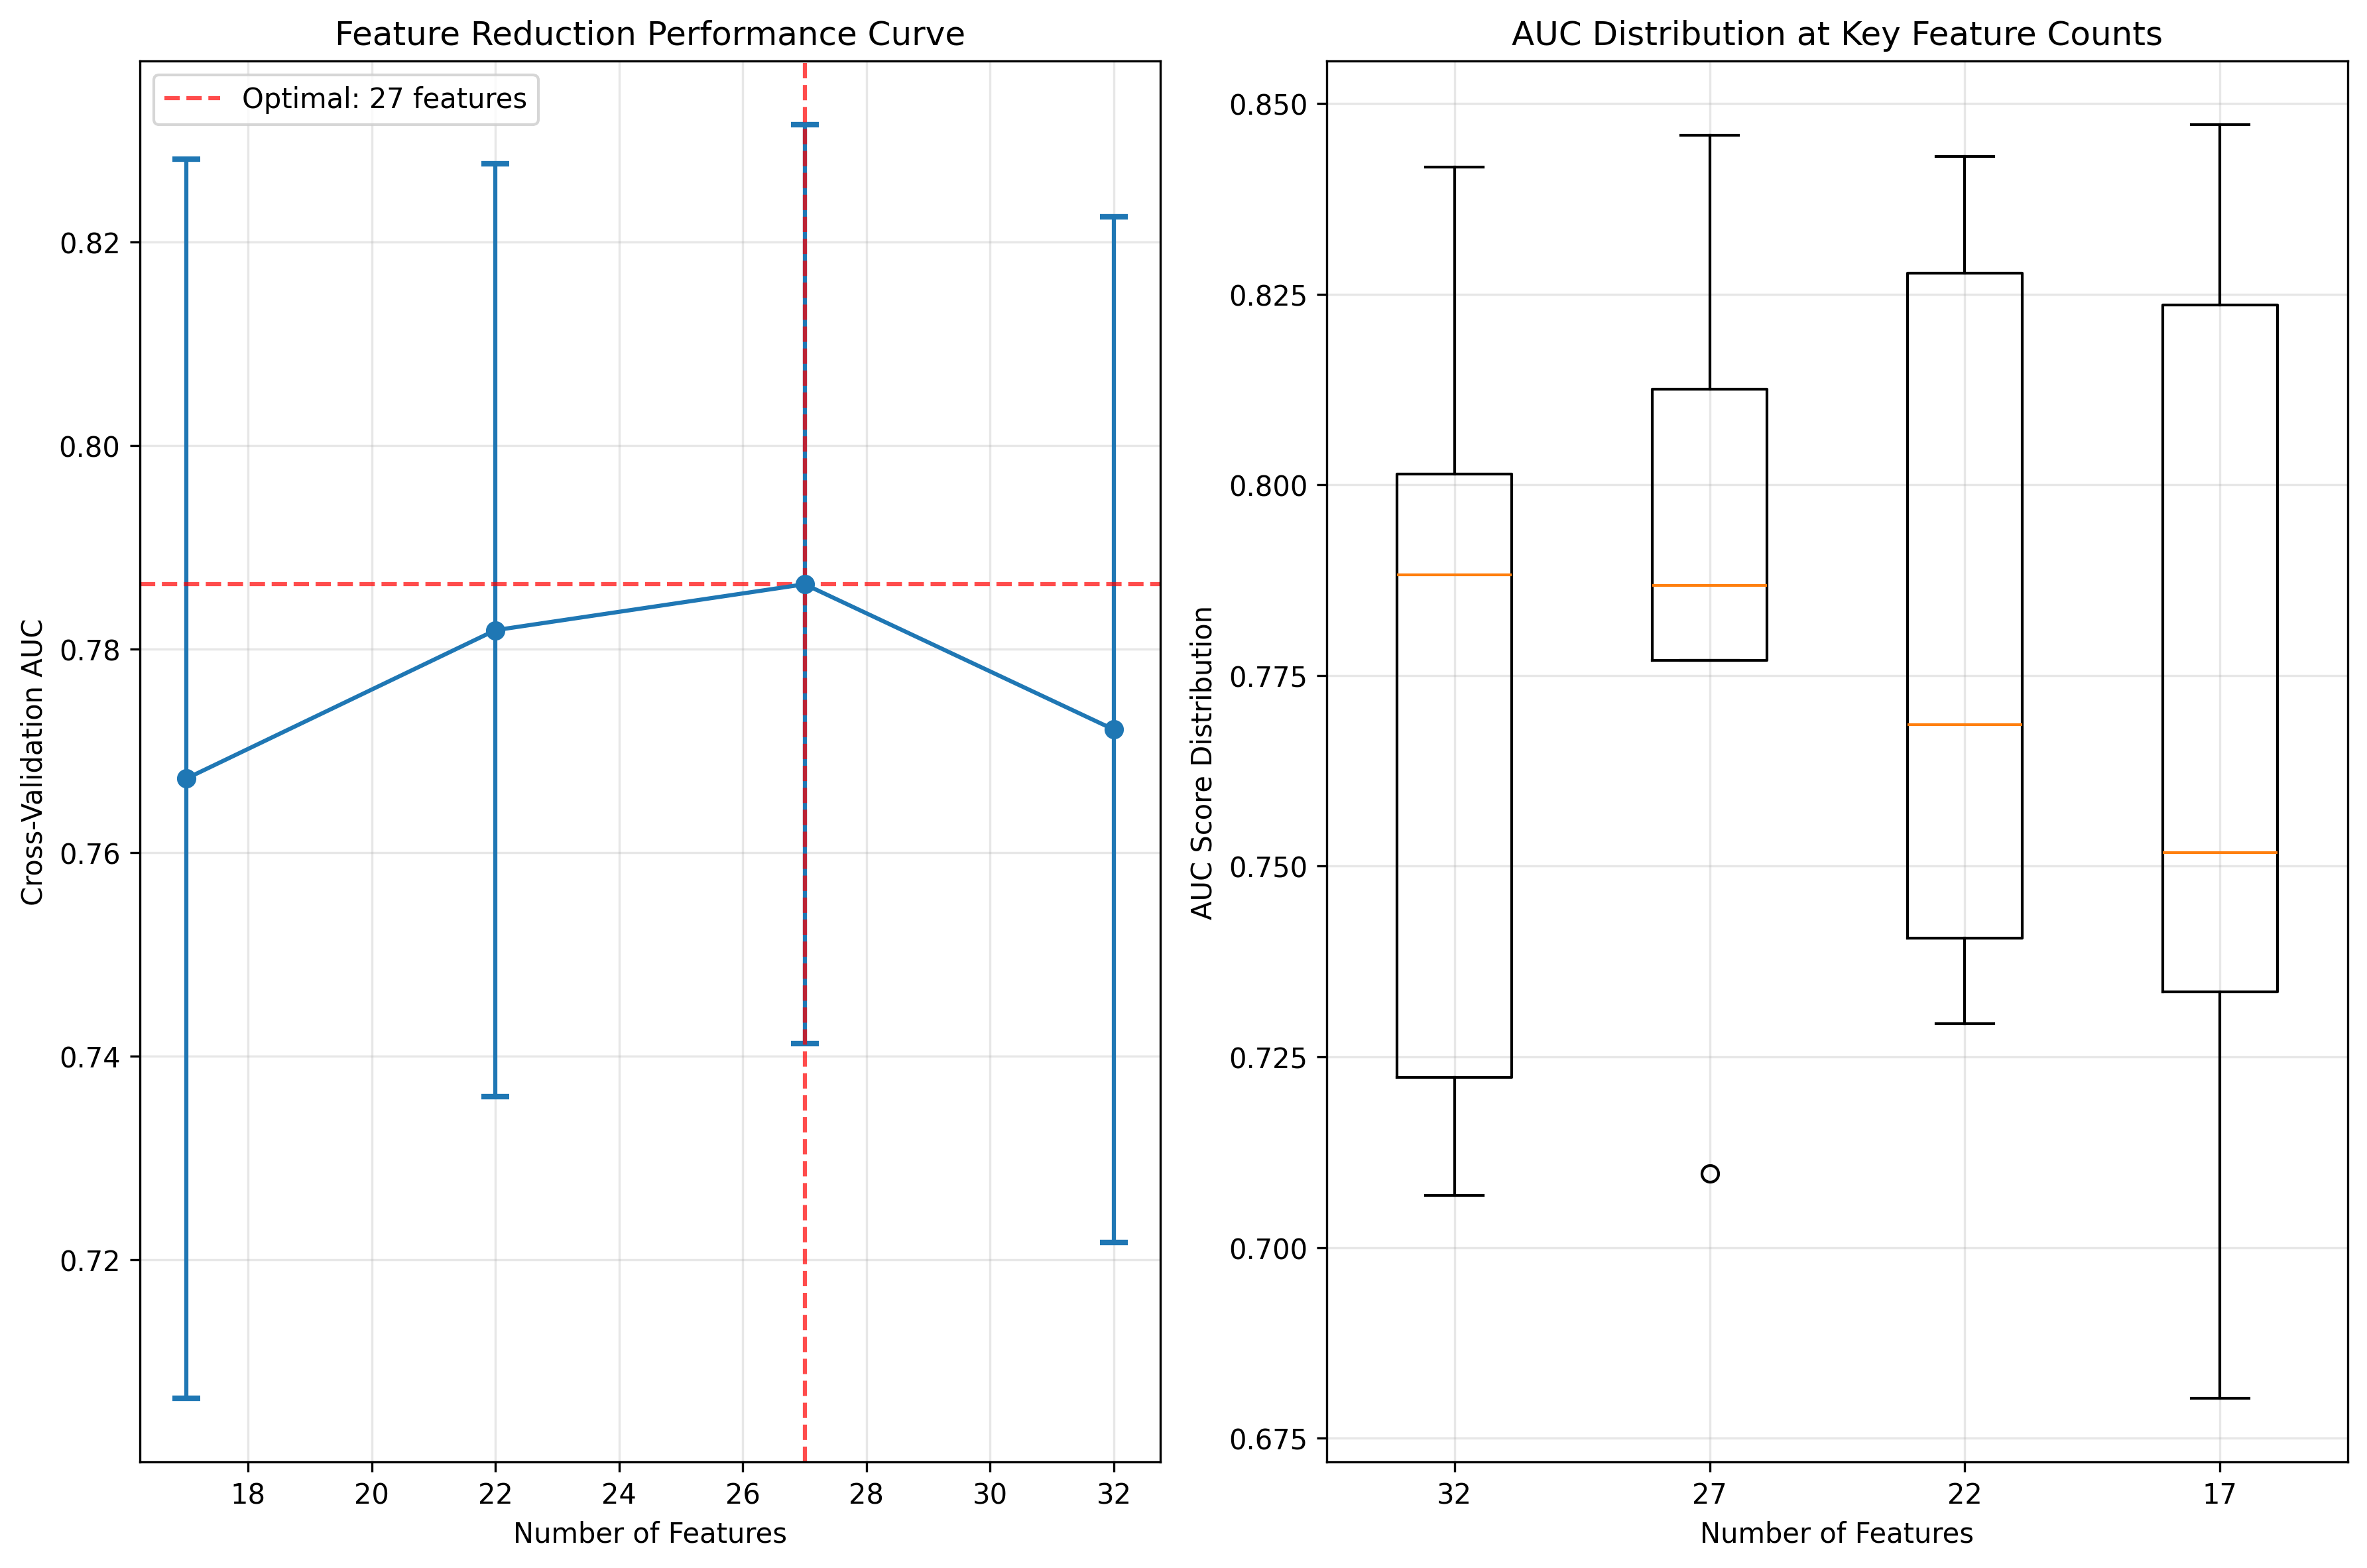 Feature Reduction Performance Curve
Optimal: 27 features
Cross-Validation AUC
0.82
0.80
0.78
0.76
0.74
0.72
18 20 22 24 26 28 30 32
Number of Features
AUC Distribution at Key Feature Counts
AUC Score Distribution
0.850
0.825
0.800
0.775
0.750
0.725
0.700
0.675
32 27 22 17
Number of Features